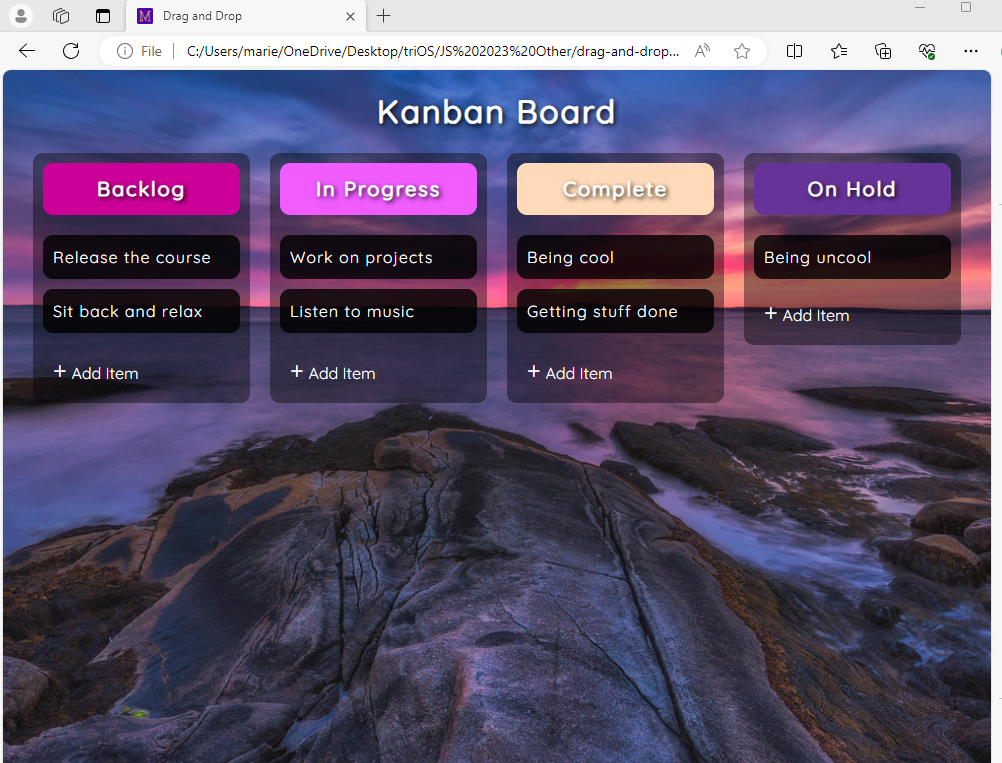 Drag and Drop
File
C:/Users/marie/OneDrive/Desktop/triOS/JS%202023%20Other/drag-and-drop...
Kanban Board
Backlog
Release the course
Sit back and relax
+ Add Item
In Progress
Work on projects
Listen to music
+ Add Item
Complete
Being cool
Getting stuff done
+ Add Item
On Hold
Being uncool
+ Add Item